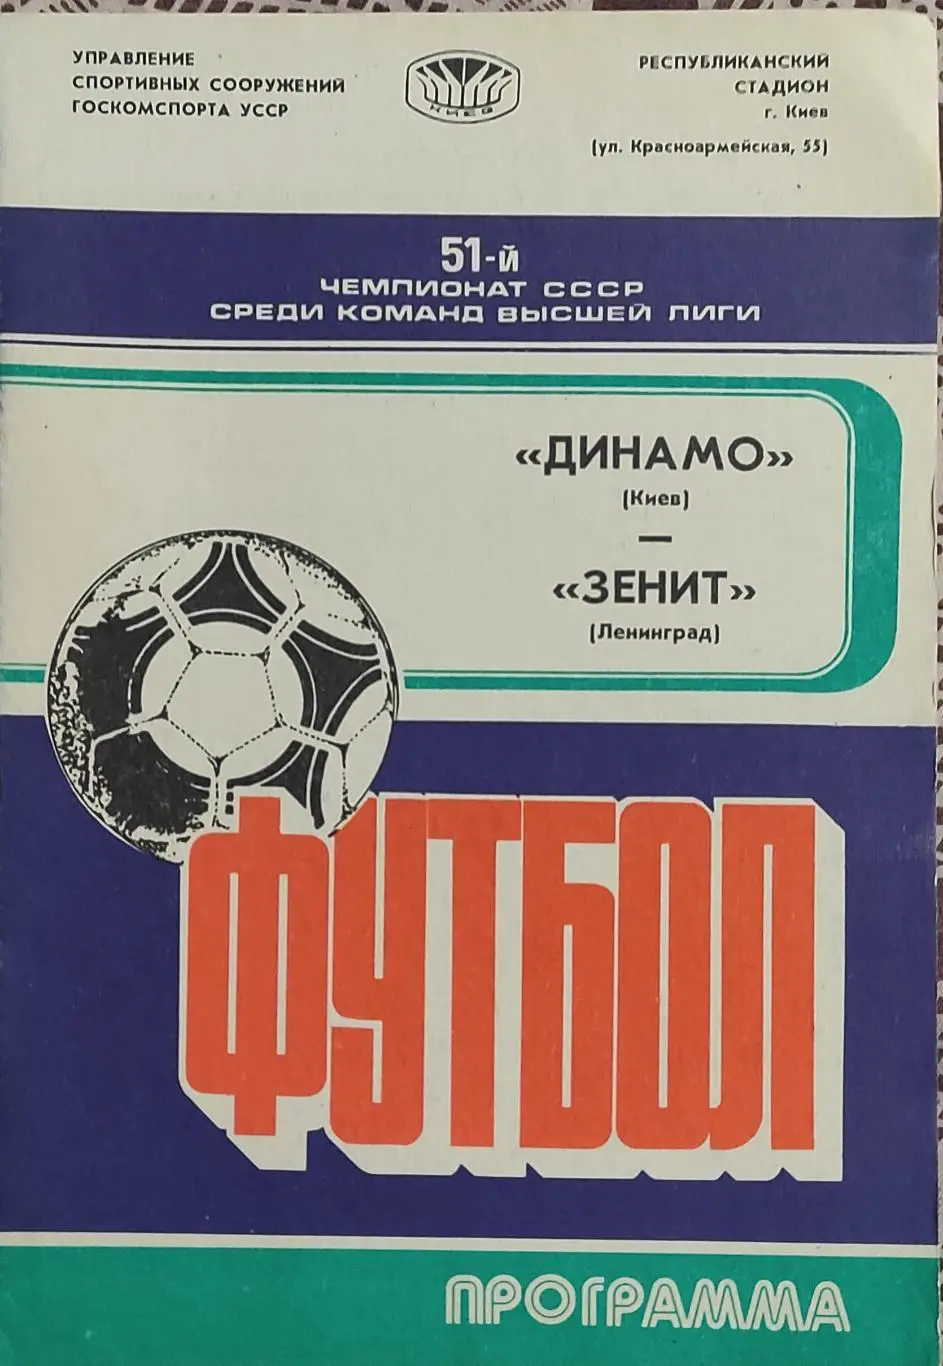 УПРАВЛЕНИЕ
СПОРТИВНЫХ СООРУЖЕНИЙ
ГОСКОМСПОРТА УССР
КИЕВ
РЕСПУБЛИКАНСКИЙ
СТАДИОН
г. Киев
(ул. Красноармейская, 55)
51-й
ЧЕМПИОНАТ СССР
СРЕДИ КОМАНД ВЫСШЕЙ ЛИГИ
«ДИНАМО»
(Киев)
—
«ЗЕНИТ»
(Ленинград)
ФУТБОЛ
ПРОГРАММА